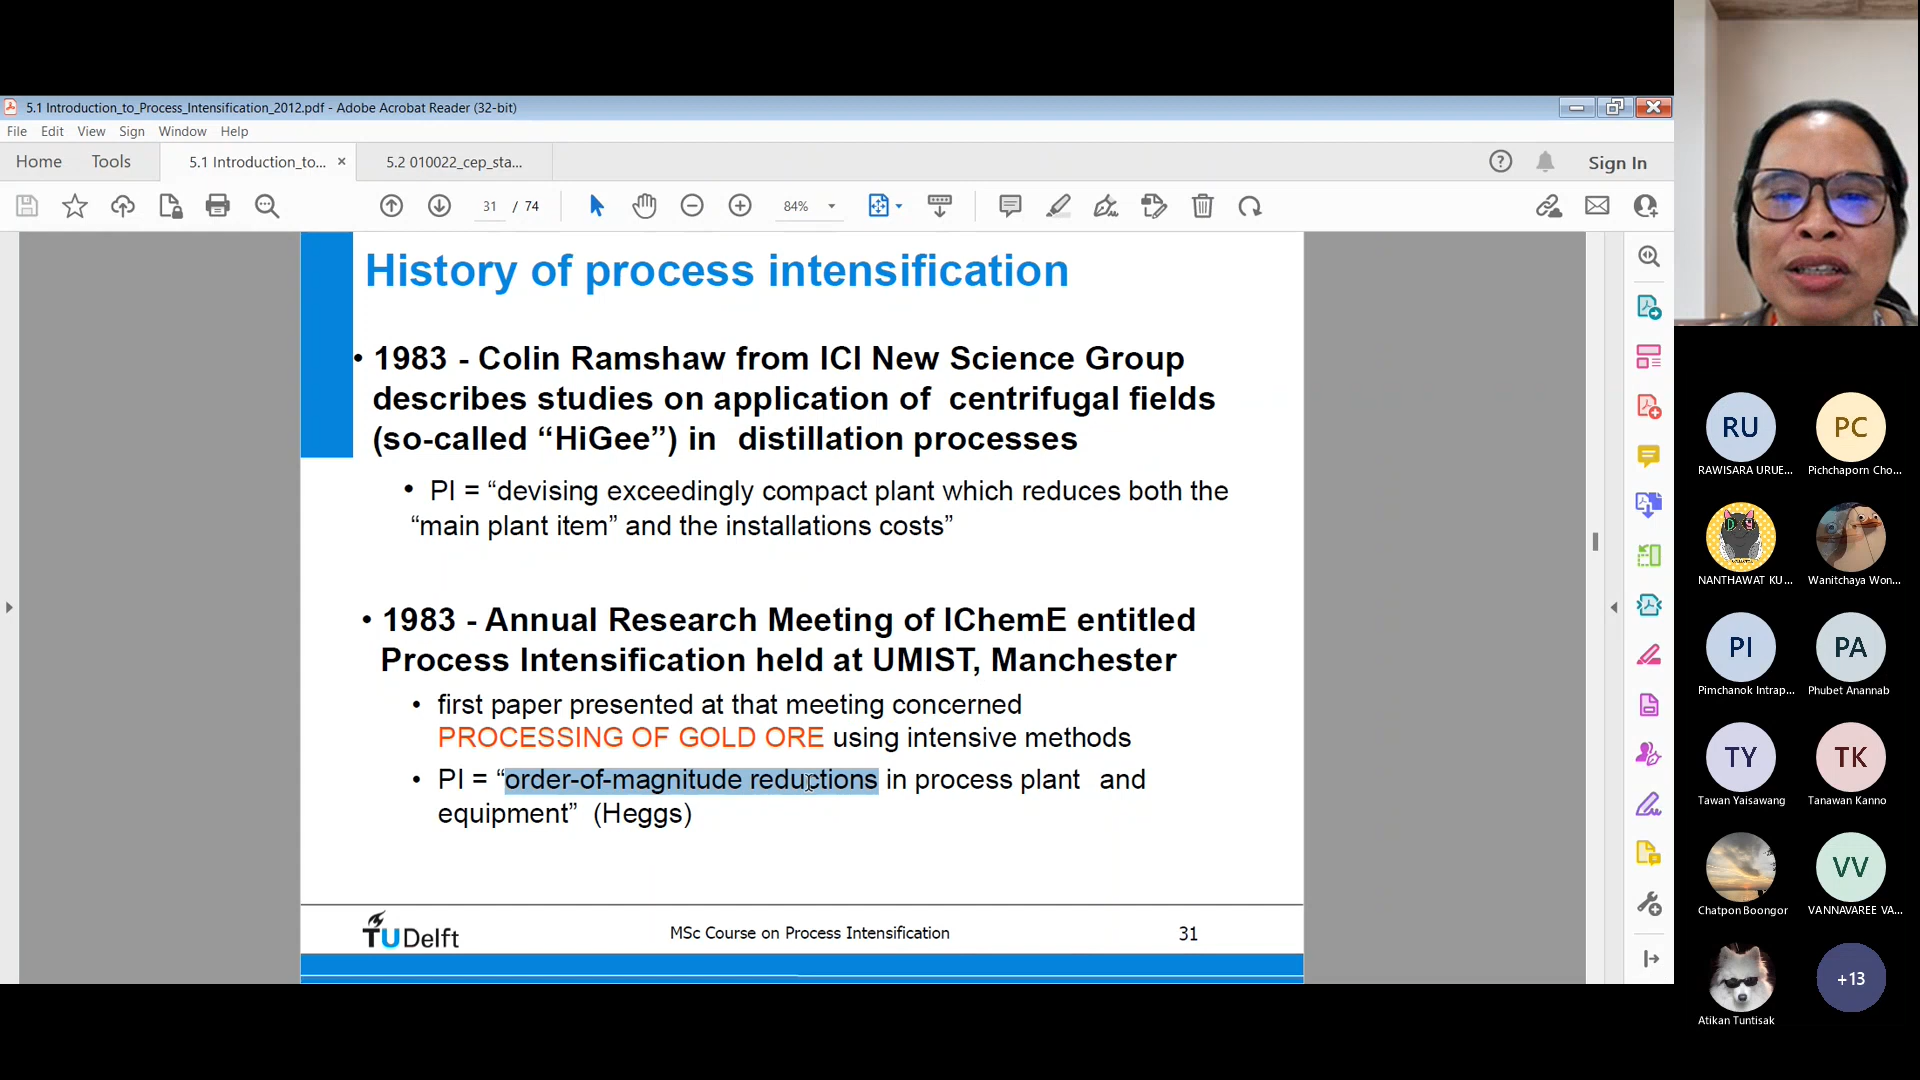 5.1 Introduction_to_Process_Intensification_2012.pdf - Adobe Acrobat Reader (32-bit)
File Edit View Sign Window Help
Home Tools 5.1 Introduction_to... × 5.2 010022_cep_sta... Sign In
31 / 74 84%
History of process intensification
• 1983 - Colin Ramshaw from ICI New Science Group
describes studies on application of centrifugal fields
(so-called “HiGee”) in distillation processes
• PI = “devising exceedingly compact plant which reduces both the
“main plant item” and the installations costs”
• 1983 - Annual Research Meeting of IChemE entitled
Process Intensification held at UMIST, Manchester
• first paper presented at that meeting concerned
PROCESSING OF GOLD ORE using intensive methods
• PI = “order-of-magnitude reductions in process plant and
equipment” (Heggs)
TUDelft MSc Course on Process Intensification 31
RU PC
RAWISARA URUE... Pichchaporn Cho...
NANTHAWAT KU... Wanitchaya Won...
PI PA
Pimchanok Intrap... Phubet Anannab
TY TK
Tawan Yaisawang Tanawan Kanno
VV
Chatpon Boongor VANNAVAREE VA...
+13
Atikan Tuntisak